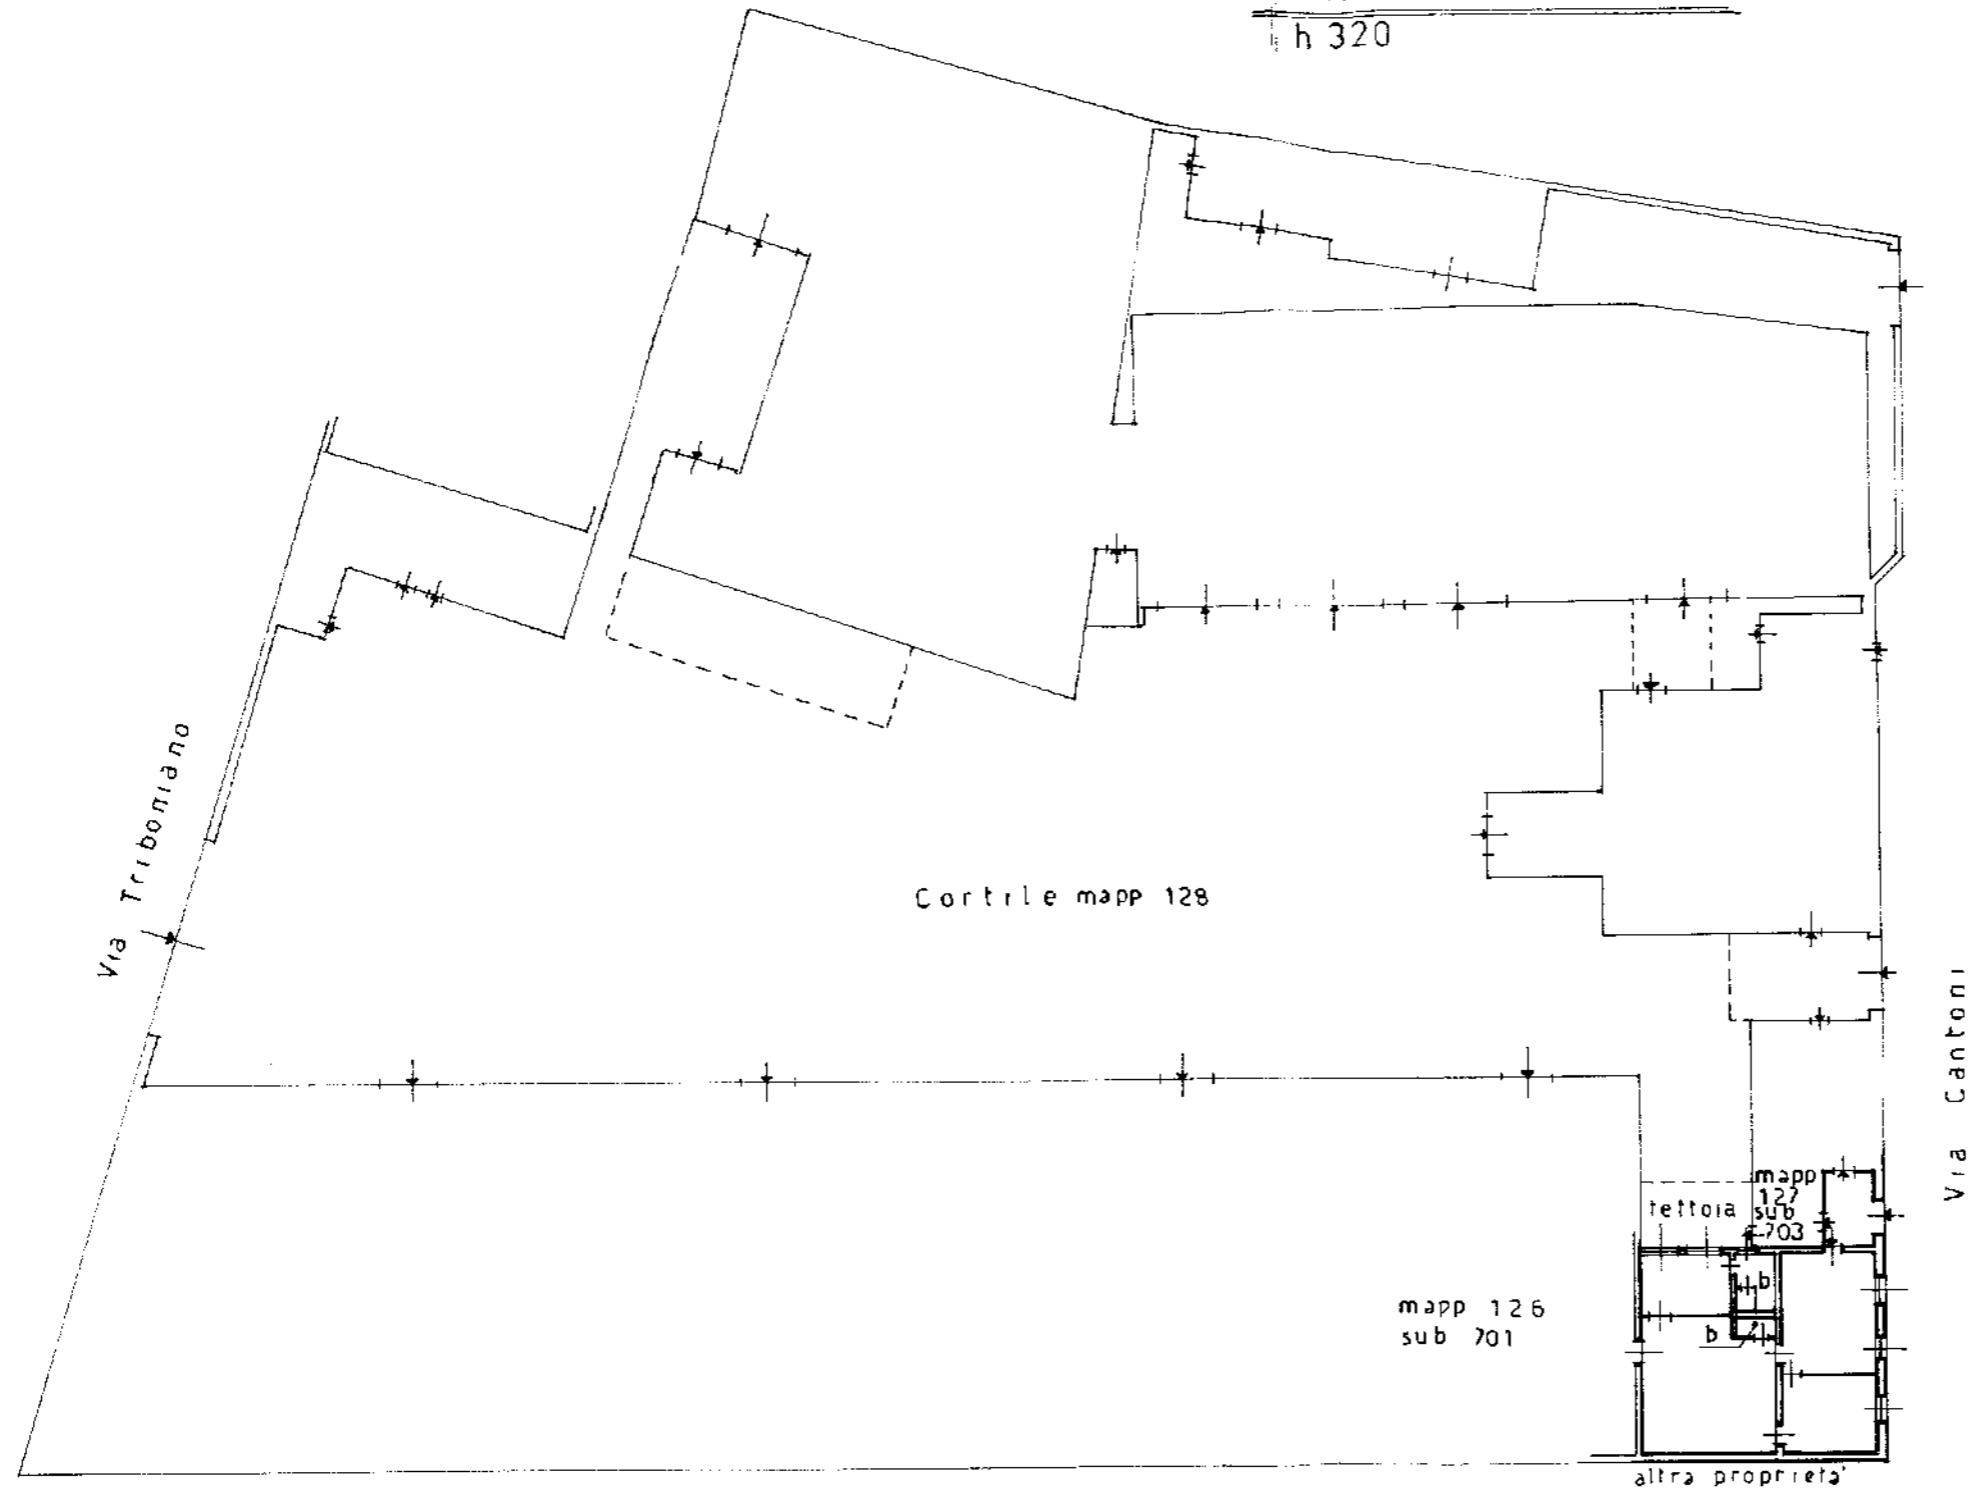 h 320
Via Triboniano
Cortile mapp 128
Via Cantoni
mapp
127
sub
703
tettoia
b
b
mapp 126
sub 701
altra proprieta'